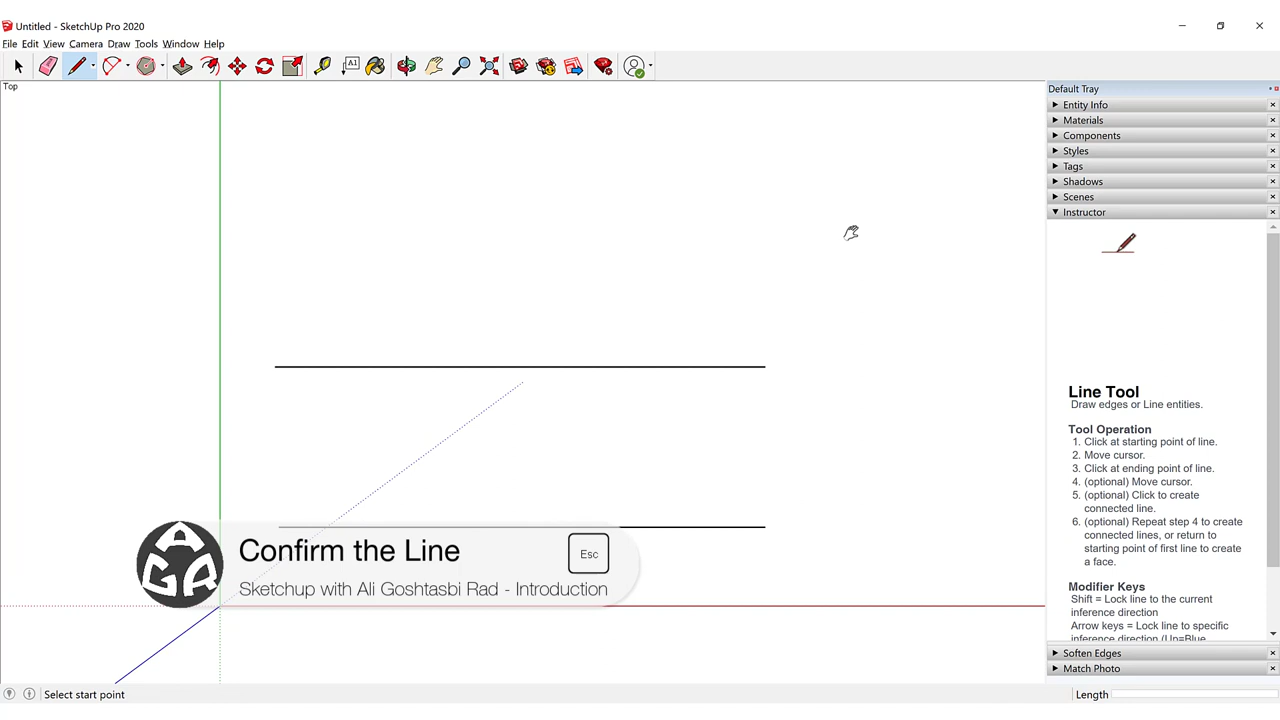 Untitled - SketchUp Pro 2020
File Edit View Camera Draw Tools Window Help
A1
Top
Default Tray
Entity Info
Materials
Components
Styles
Tags
Shadows
Scenes
Instructor
Line Tool
Draw edges or Line entities.
Tool Operation
1. Click at starting point of line.
2. Move cursor.
3. Click at ending point of line.
4. (optional) Move cursor.
5. (optional) Click to create
connected line.
6. (optional) Repeat step 4 to create
connected lines, or return to
starting point of first line to create
a face.
Modifier Keys
Shift = Lock line to the current
inference direction
Arrow keys = Lock line to specific
inference direction (Up=Blue,
Soften Edges
Match Photo
AGR
Confirm the Line
Esc
Sketchup with Ali Goshtasbi Rad - Introduction
Select start point
Length